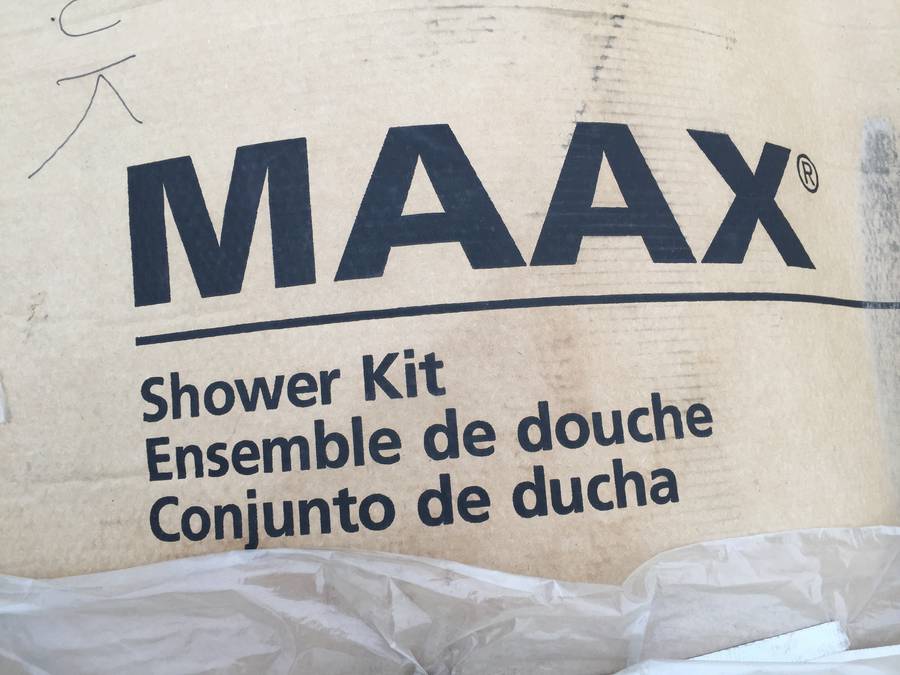 MAAX®
Shower Kit
Ensemble de douche
Conjunto de ducha